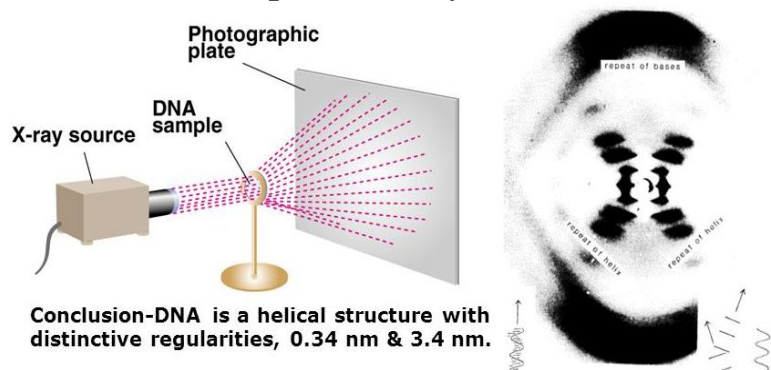 Photographic
plate
DNA
sample
X-ray source
Conclusion-DNA is a helical structure with
distinctive regularities, 0.34 nm & 3.4 nm.
repeat of bases
repeat of helix
repeat of helix